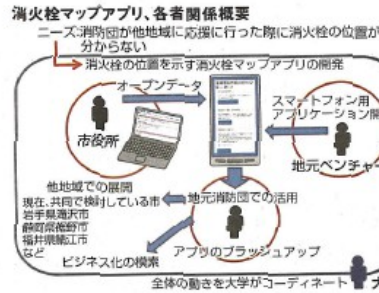 消火栓マップアプリ、各者関係概要
ニーズ:消防団が他地域に応援に行った際に消火栓の位置が
分からない
消火栓の位置を示す消火栓マップアプリの開発
オープンデータ
スマートフォン用
アプリケーション開
市役所
地元ベンチャー
他地域での展開
現在、共同で検討している市
岩手県滝沢市
静岡県裾野市
福井県鯖江市
など
地元消防団での活用
アプリのブラッシュアップ
ビジネス化の模索
全体の動きを大学がコーディネート